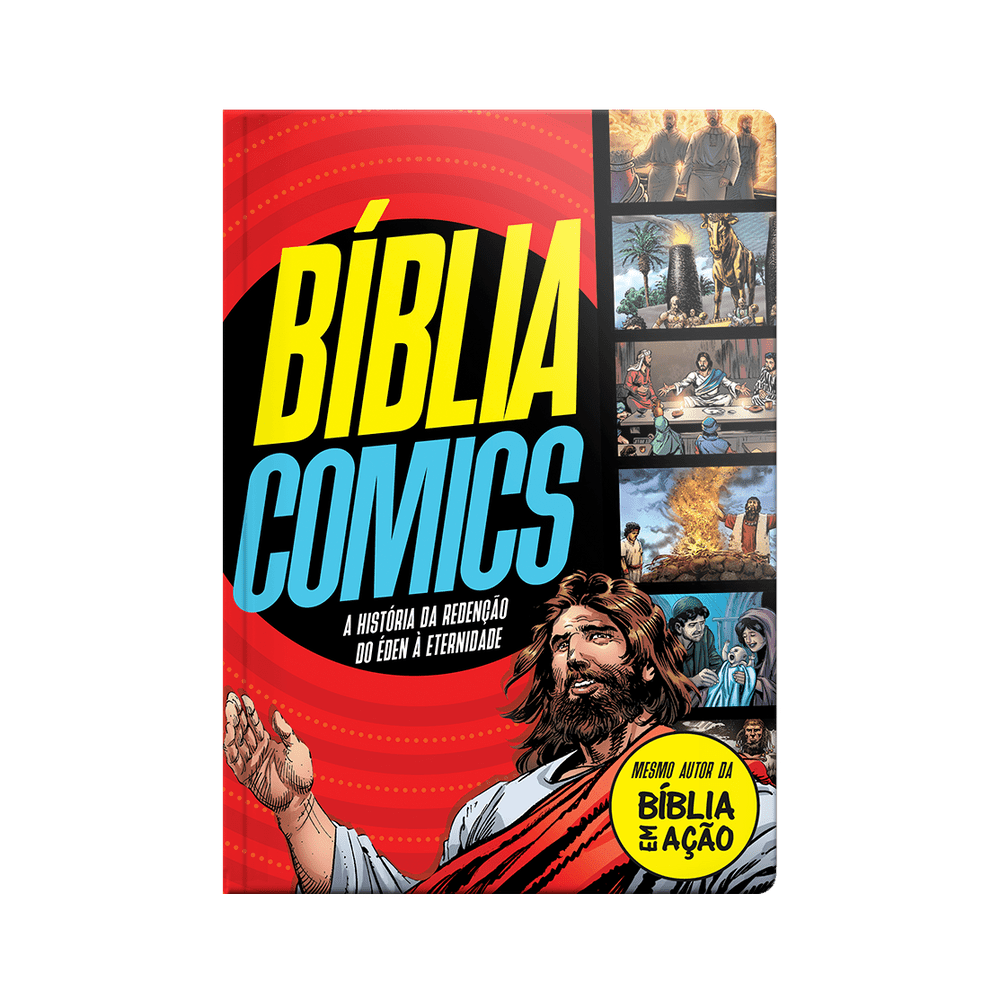 BÍBLIA
COMICS
A HISTÓRIA DA REDENÇÃO
DO ÉDEN À ETERNIDADE
MESMO AUTOR DA
BÍBLIA
EM AÇÃO